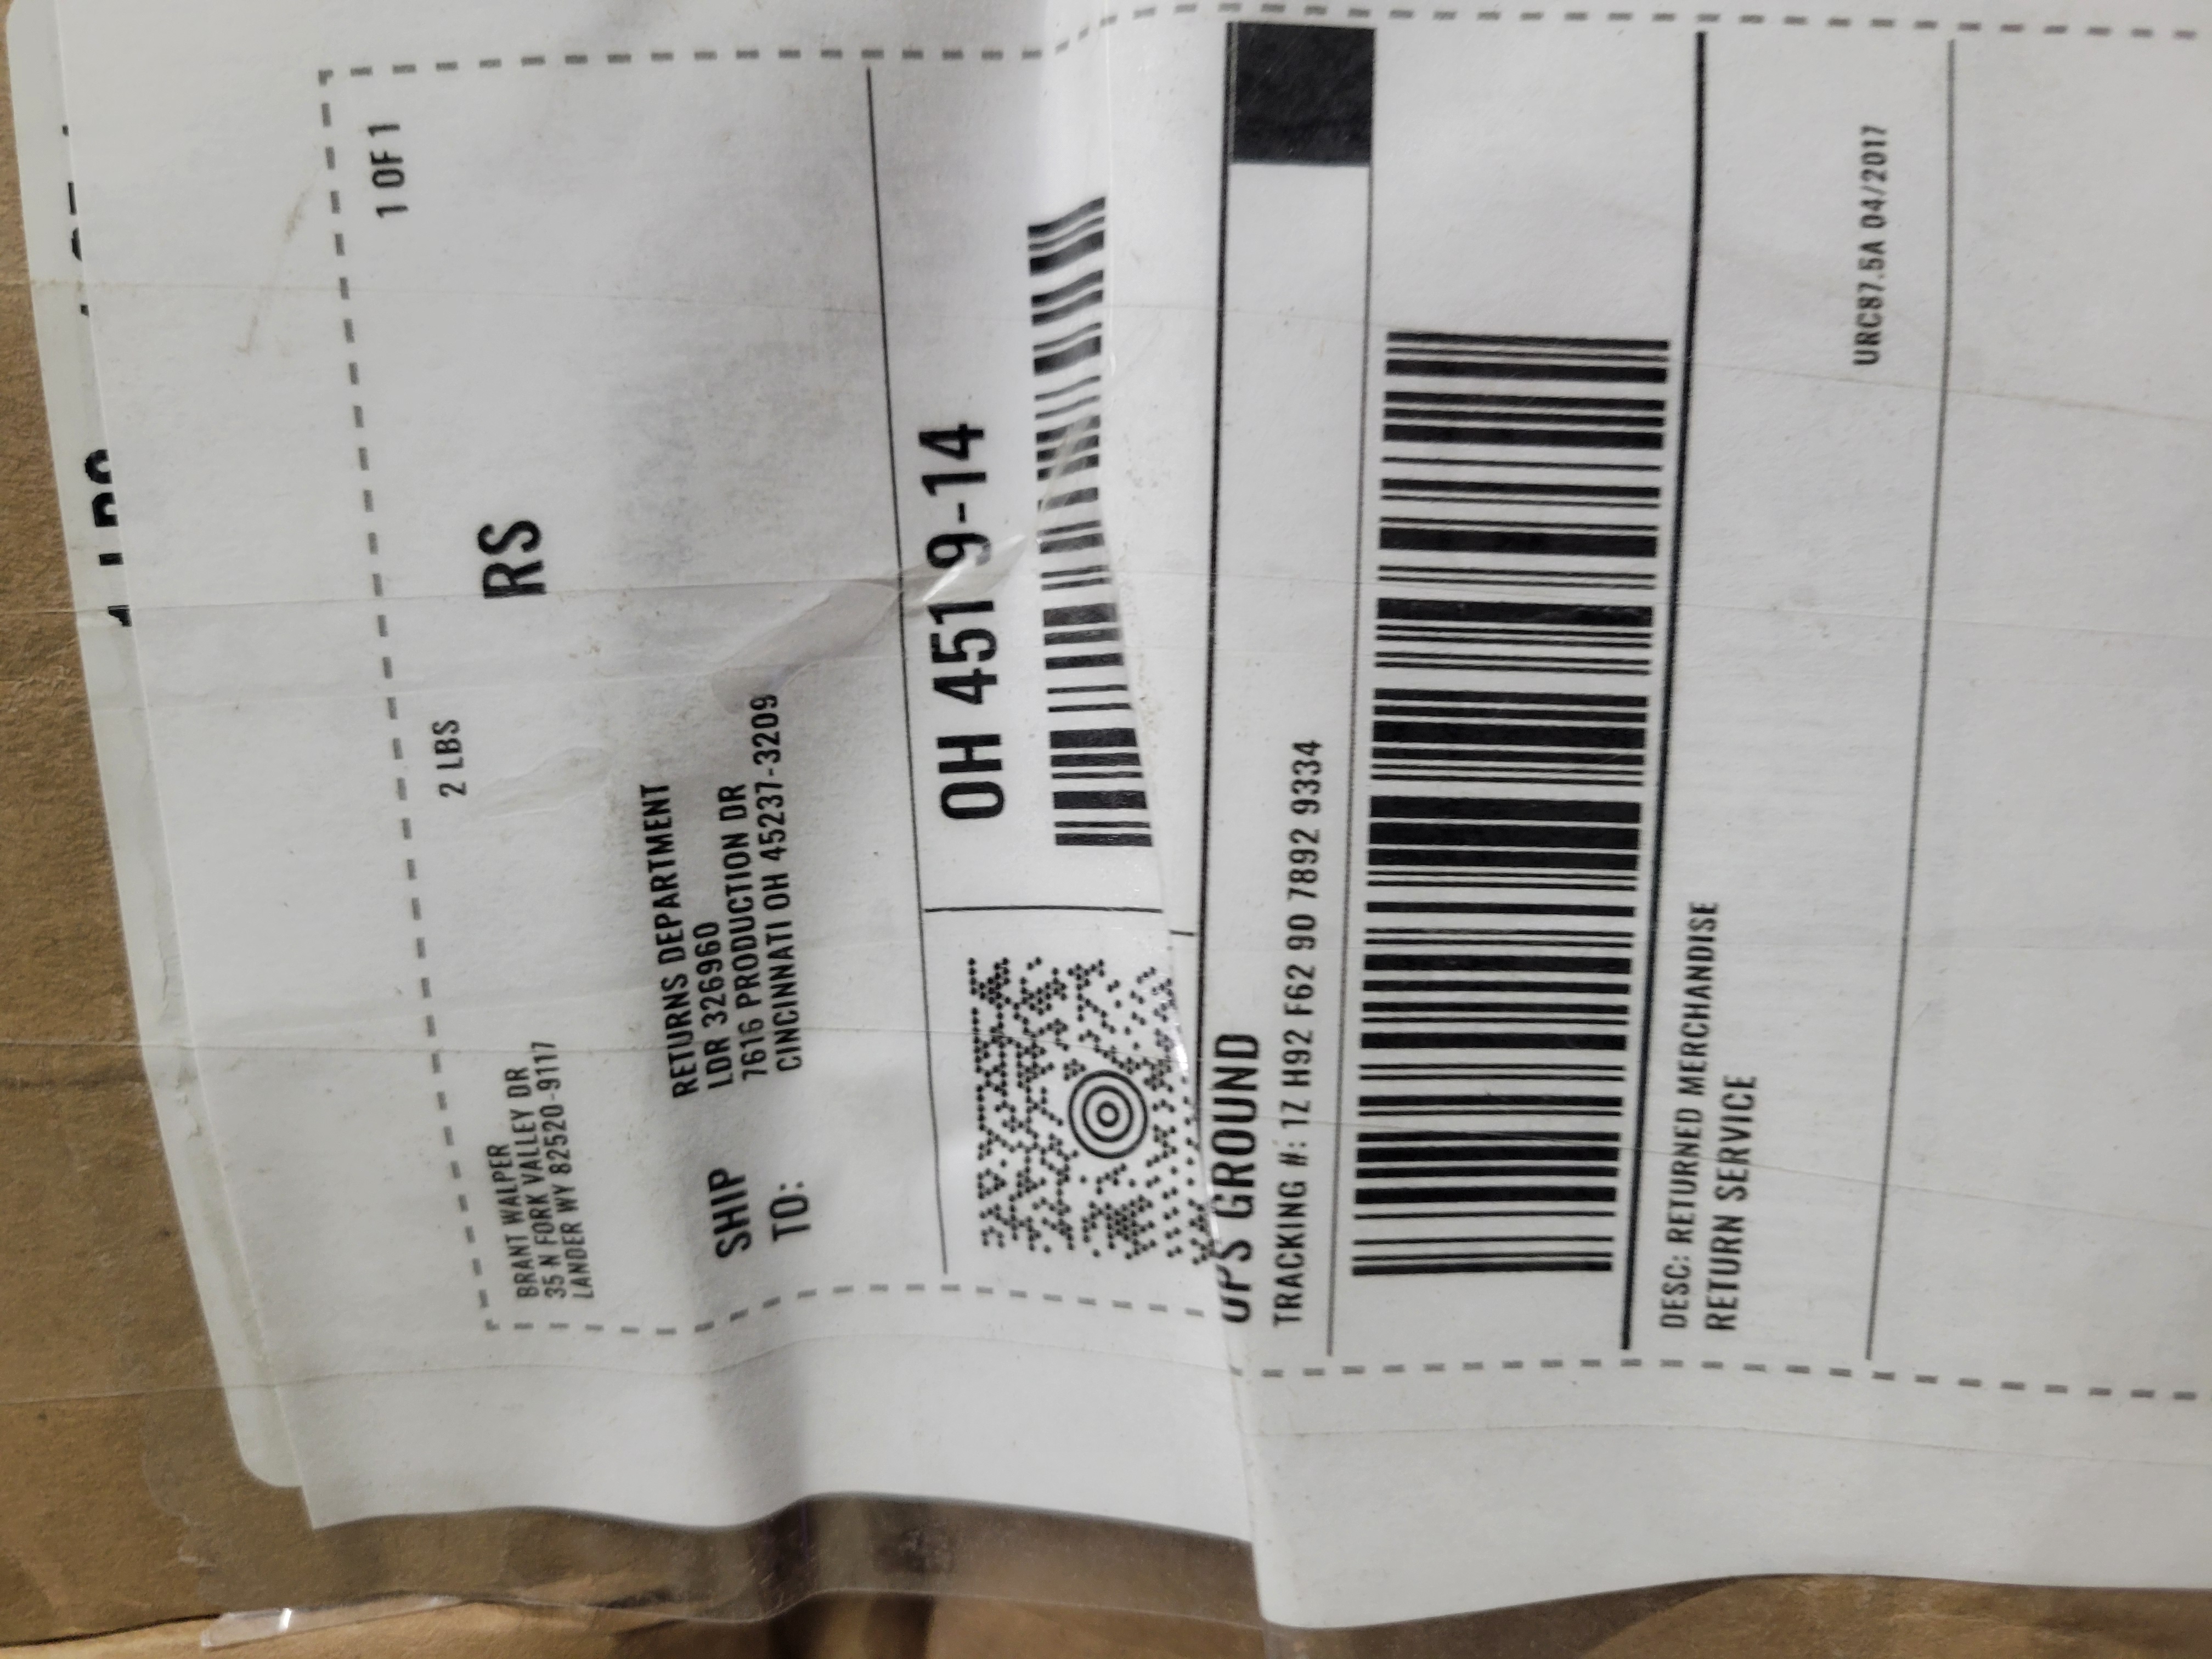 1 OF 1
2 LBS
RS
BRANT WALPER
35 N FORK VALLEY DR
LANDER WY 82520-9117
SHIP
TO:
RETURNS DEPARTMENT
LDR 326960
7616 PRODUCTION DR
CINCINNATI OH 45237-3209
OH 451 9-14
UPS GROUND
TRACKING #: 1Z H92 F62 90 7892 9334
DESC: RETURNED MERCHANDISE
RETURN SERVICE
URC87.5A 04/2017